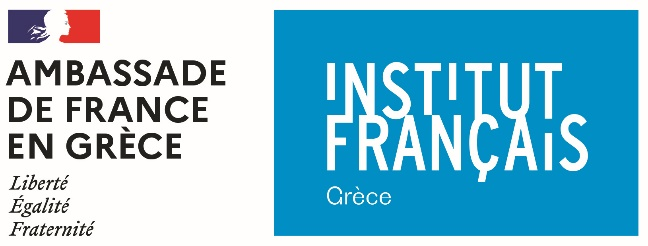 AMBASSADE
DE FRANCE
EN GRÈCE
Liberté
Égalité
Fraternité
INSTITUT
FRANÇAIS
Grèce